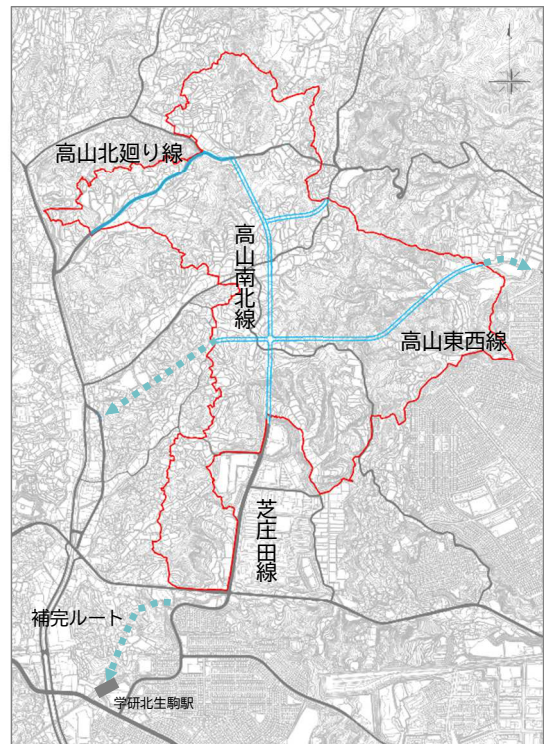 高山北廻り線
高山南北線
高山東西線
芝庄田線
補完ルート
学研北生駒駅